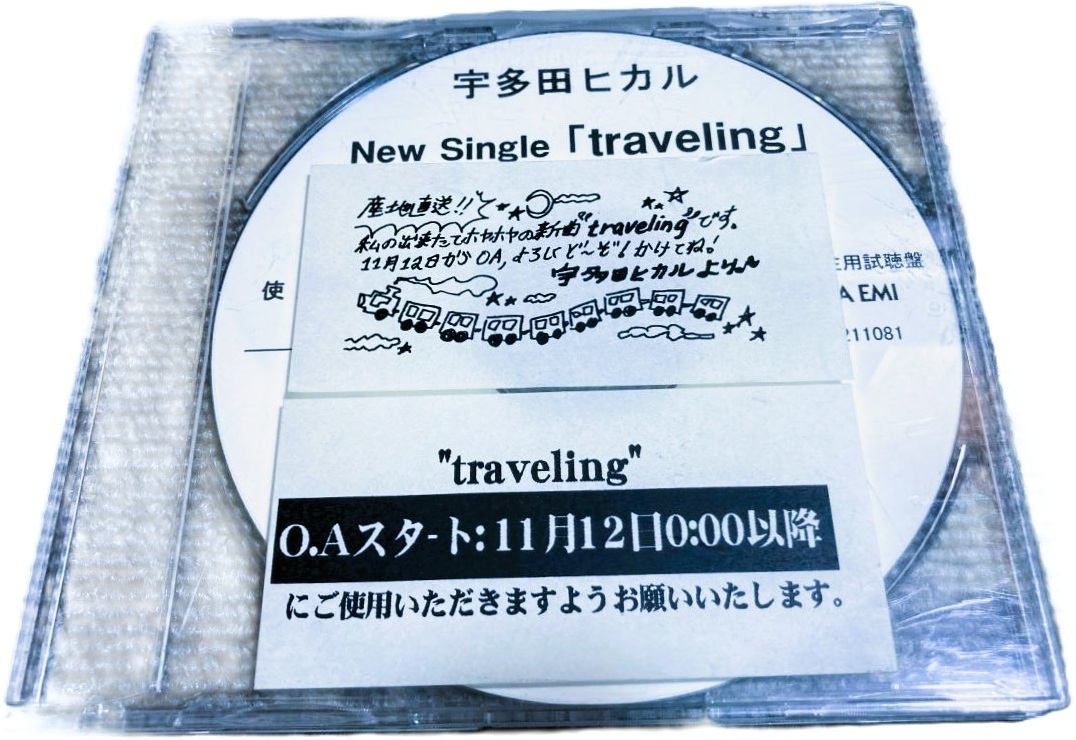 宇多田ヒカル
New Single「traveling」
産地直送!!
私の出来たてホヤホヤの新曲"traveling"です。
11月12日からOA, よろしくど〜ぞ!かけてね!
宇多田ヒカルより
使
用試聴盤
A EMI
211081
"traveling"
O.Aスタート:11月12日0:00以降
にご使用いただきますようお願いいたします。